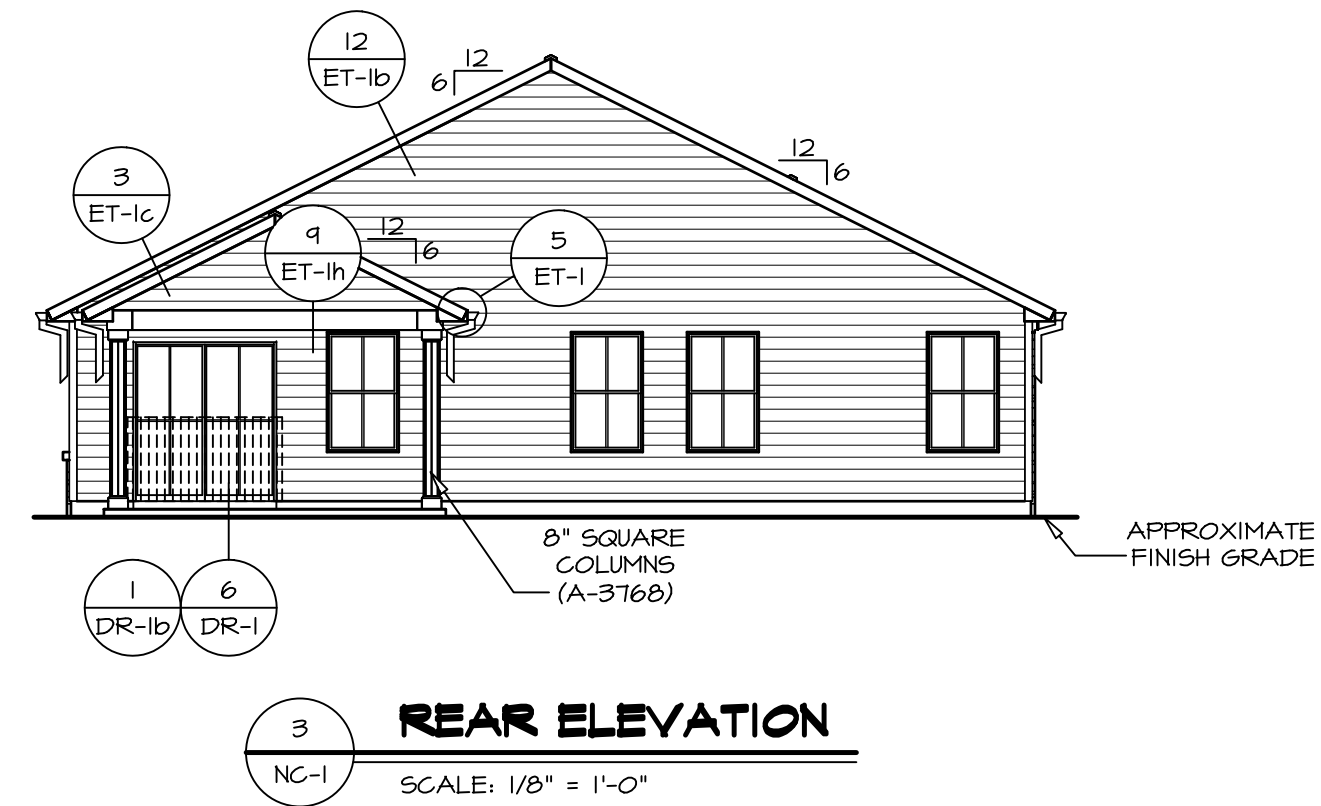 12
ET-1b
12
6
12
6
3
ET-1c
9
ET-1h
12
6
5
ET-1
8" SQUARE
COLUMNS
(A-3768)
APPROXIMATE
FINISH GRADE
1
DR-1b
6
DR-1
3
NC-1
REAR ELEVATION
SCALE: 1/8" = 1'-0"